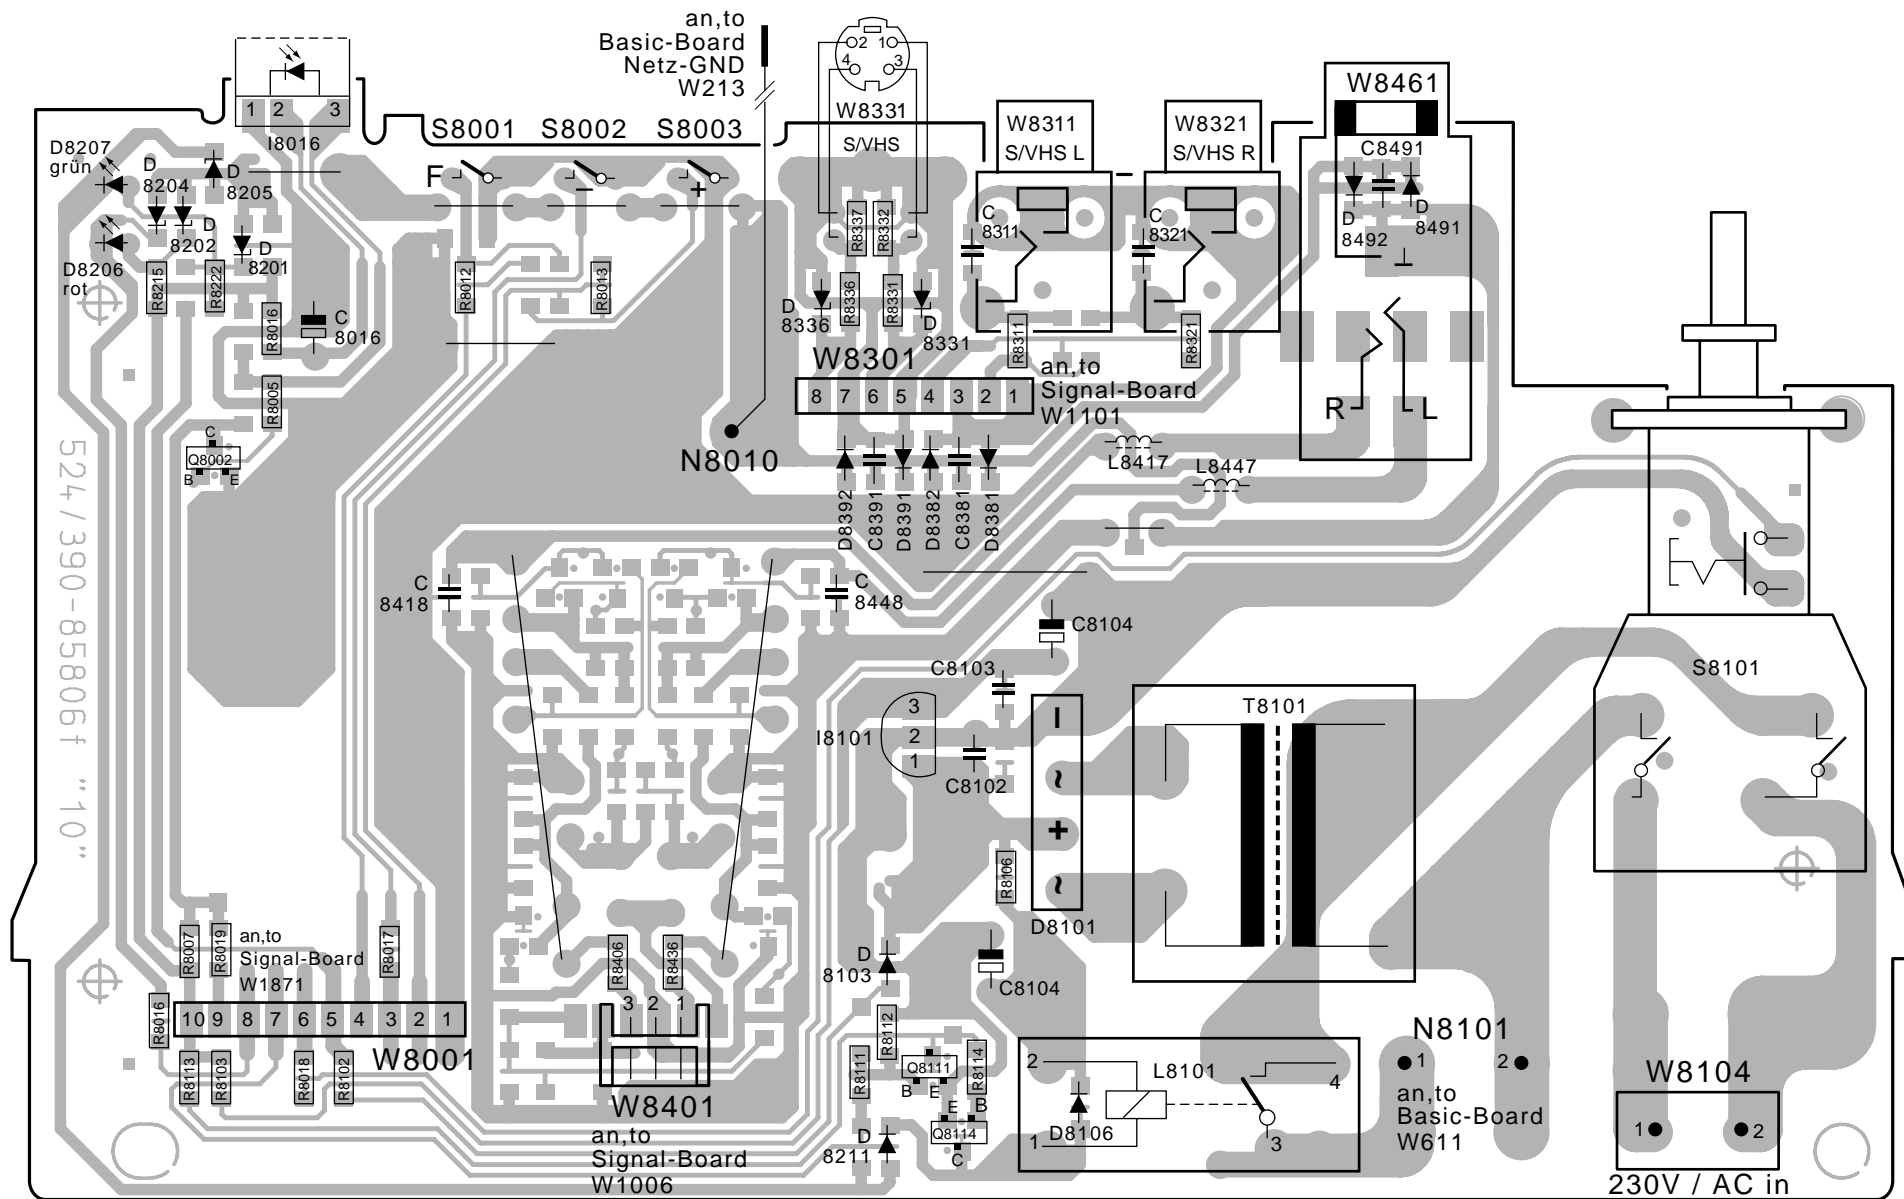 an,to
Basic-Board
Netz-GND
W213
2 1
4 3
W8331
S/VHS
W8311
S/VHS L
W8321
S/VHS R
W8461
C8491
D
8492
D
8491
1 2 3
I8016
S8001 S8002 S8003
F
−
+
−
D8207
grün
D
8204
D
8205
D
8202
D
8201
D8206
rot
R8215
R8222
R8016
C
8016
R8005
R8012
R8013
R8337
R8332
R8336
R8331
D
8336
D
8331
C
8311
C
8321
R8311
R8321
W8301
an,to
Signal-Board
W1101
8 7 6 5 4 3 2 1
R L
C
Q8002
B E
N8010
L8417
L8447
D8392
C8391
D8391
D8382
C8381
D8381
524/390-85806f "10"
C
8418
C
8448
C8104
C8103
S8101
T8101
I8101
3
2
1
C8102
−
~
+
~
R8106
D8101
R8007
R8019
an,to
Signal-Board
W1871
R8017
R8406
R8436
D
8103
C8104
R8016
10 9 8 7 6 5 4 3 2 1
W8001
3 2 1
R8112
R8113
R8103
R8018
R8102
R8111
Q8111
B E
R8114
E B
Q8114
C
W8401
an,to
Signal-Board
W1006
D
8211
2
L8101
4
1
D8106
3
N8101
1
2
an,to
Basic-Board
W611
W8104
1 2
230V / AC in